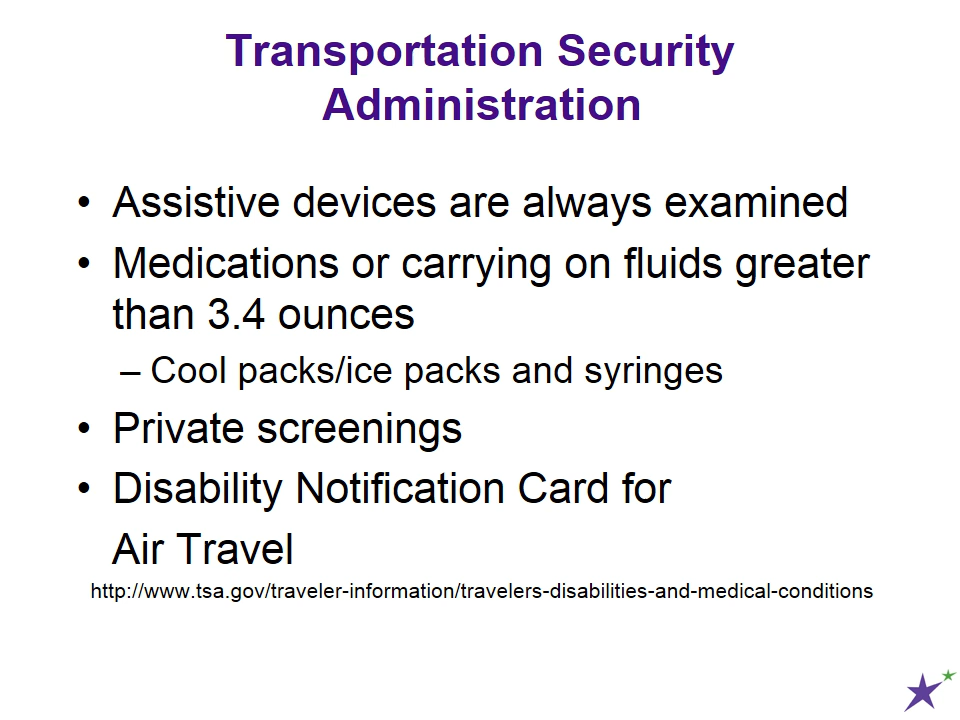 Transportation Security
Administration
• Assistive devices are always examined
• Medications or carrying on fluids greater
than 3.4 ounces
– Cool packs/ice packs and syringes
• Private screenings
• Disability Notification Card for
Air Travel
http://www.tsa.gov/traveler-information/travelers-disabilities-and-medical-conditions